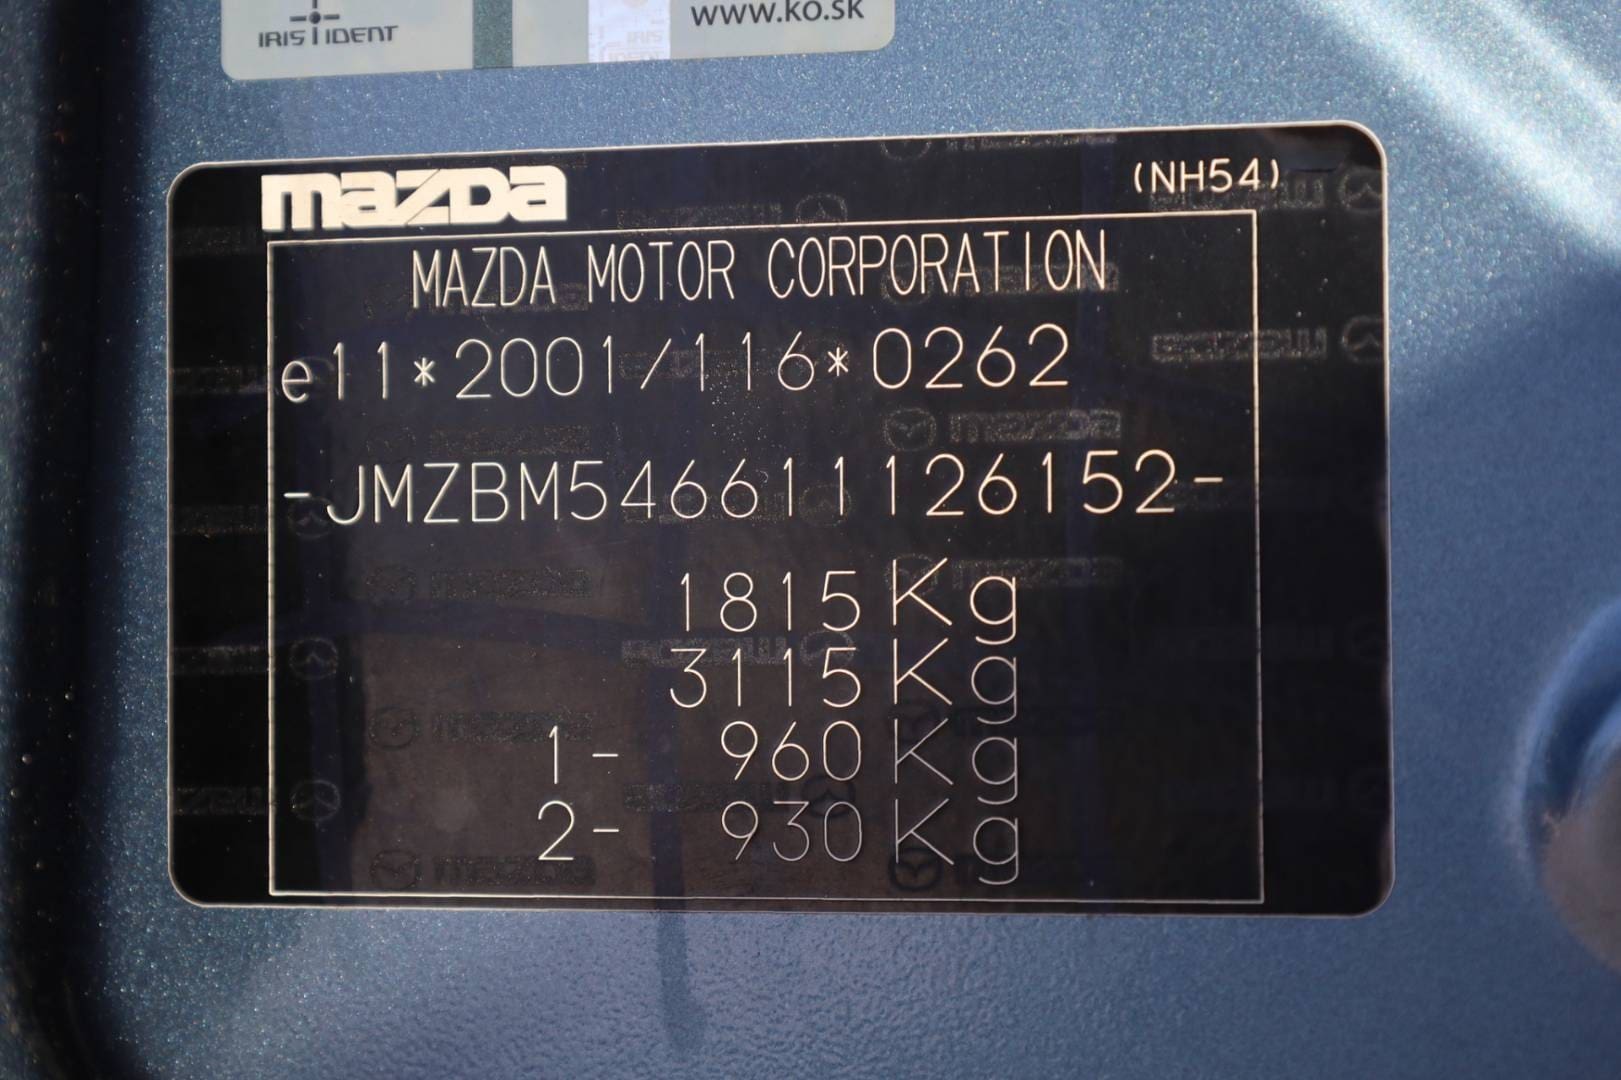 IRIS IDENT
www.ko.sk
mazda
(NH54)
MAZDA MOTOR CORPORATION
e11*2001/116*0262
-JMZBM546611126152-
1815 Kg
3115 Kg
1- 960 Kg
2- 930 Kg